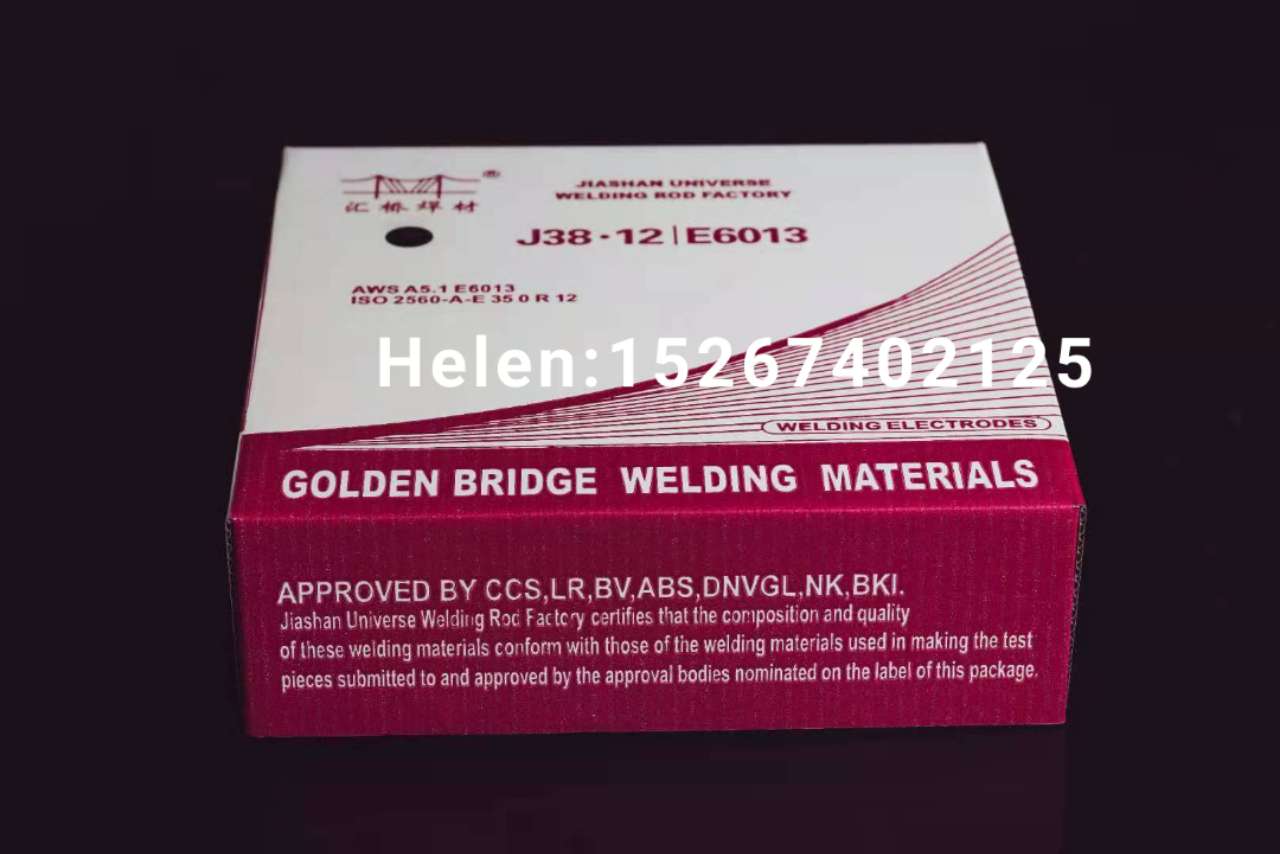 ®
汇桥焊材
JIASHAN UNIVERSE
WELDING ROD FACTORY
J38·12|E6013
AWS A5.1 E6013
ISO 2560-A-E 35 0 R 12
Helen:15267402125
WELDING ELECTRODES
GOLDEN BRIDGE WELDING MATERIALS
APPROVED BY CCS,LR,BV,ABS,DNVGL,NK,BKI.
Jiashan Universe Welding Rod Factory certifies that the composition and quality
of these welding materials conform with those of the welding materials used in making the test
pieces submitted to and approved by the approval bodies nominated on the label of this package.